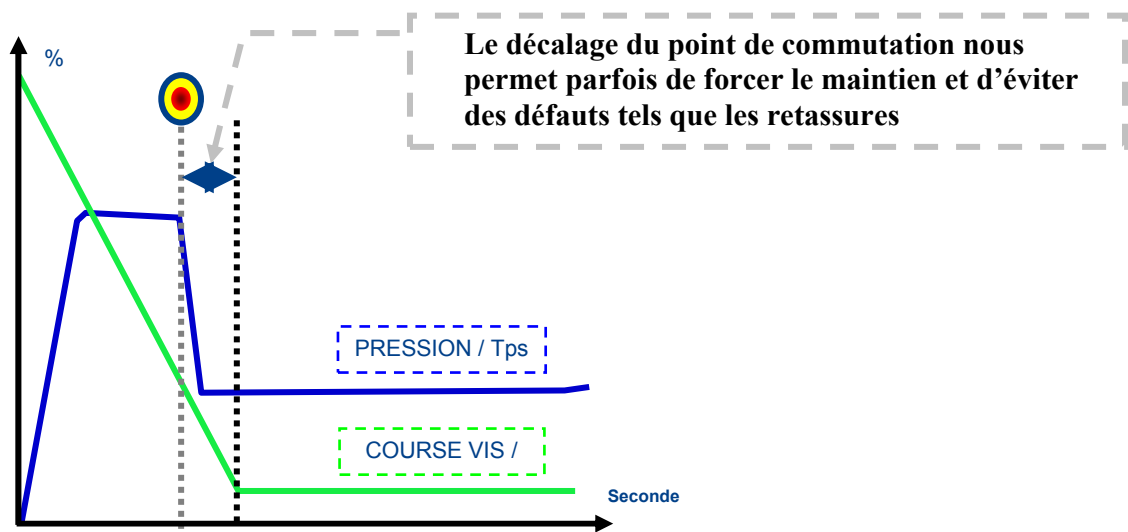 Le décalage du point de commutation nous
permet parfois de forcer le maintien et d'éviter
des défauts tels que les retassures
%
PRESSION / Tps
COURSE VIS /
Seconde